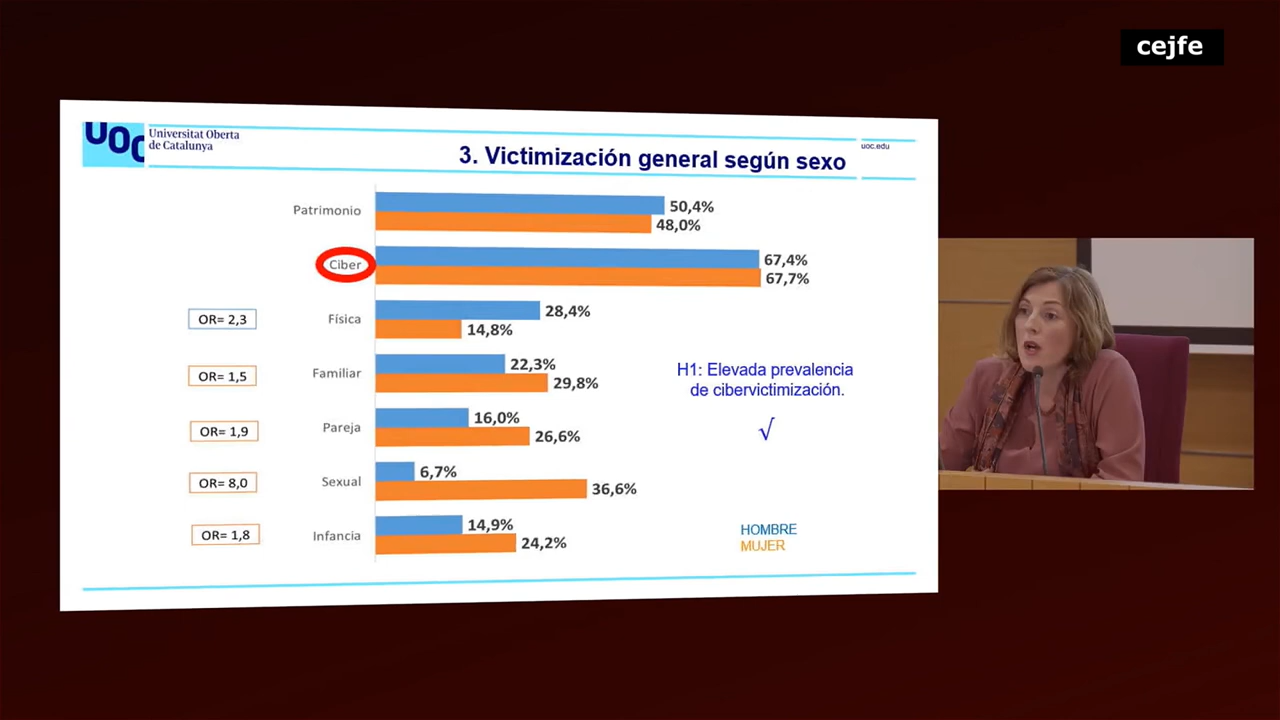 cejfe
UOC
Universitat Oberta
de Catalunya
uoc.edu
3. Victimización general según sexo
Patrimonio
50,4%
48,0%
Ciber
67,4%
67,7%
OR= 2,3
Física
28,4%
14,8%
OR= 1,5
Familiar
22,3%
29,8%
OR= 1,9
Pareja
16,0%
26,6%
OR= 8,0
Sexual
6,7%
36,6%
OR= 1,8
Infancia
14,9%
24,2%
H1: Elevada prevalencia
de cibervictimización.
√
HOMBRE
MUJER